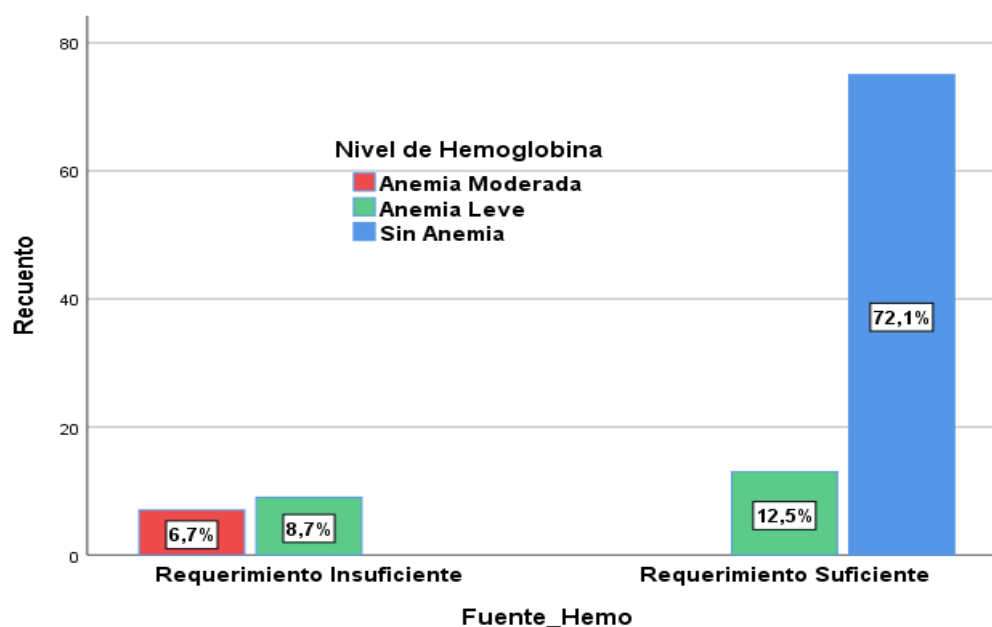 80
60
40
20
0
Recuento
Nivel de Hemoglobina
Anemia Moderada
Anemia Leve
Sin Anemia
6,7%
8,7%
12,5%
72,1%
Requerimiento Insuficiente
Requerimiento Suficiente
Fuente_Hemo